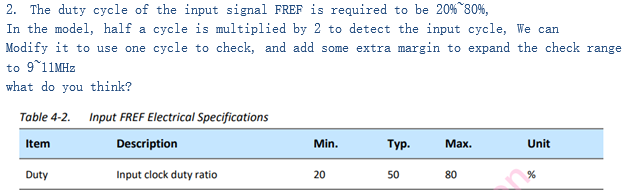 2. The duty cycle of the input signal FREF is required to be 20%~80%,
In the model, half a cycle is multiplied by 2 to detect the input cycle, We can
Modify it to use one cycle to check, and add some extra margin to expand the check range
to 9~11MHz
what do you think?
Table 4-2. Input FREF Electrical Specifications
Item Description Min. Typ. Max. Unit
Duty Input clock duty ratio 20 50 80 %